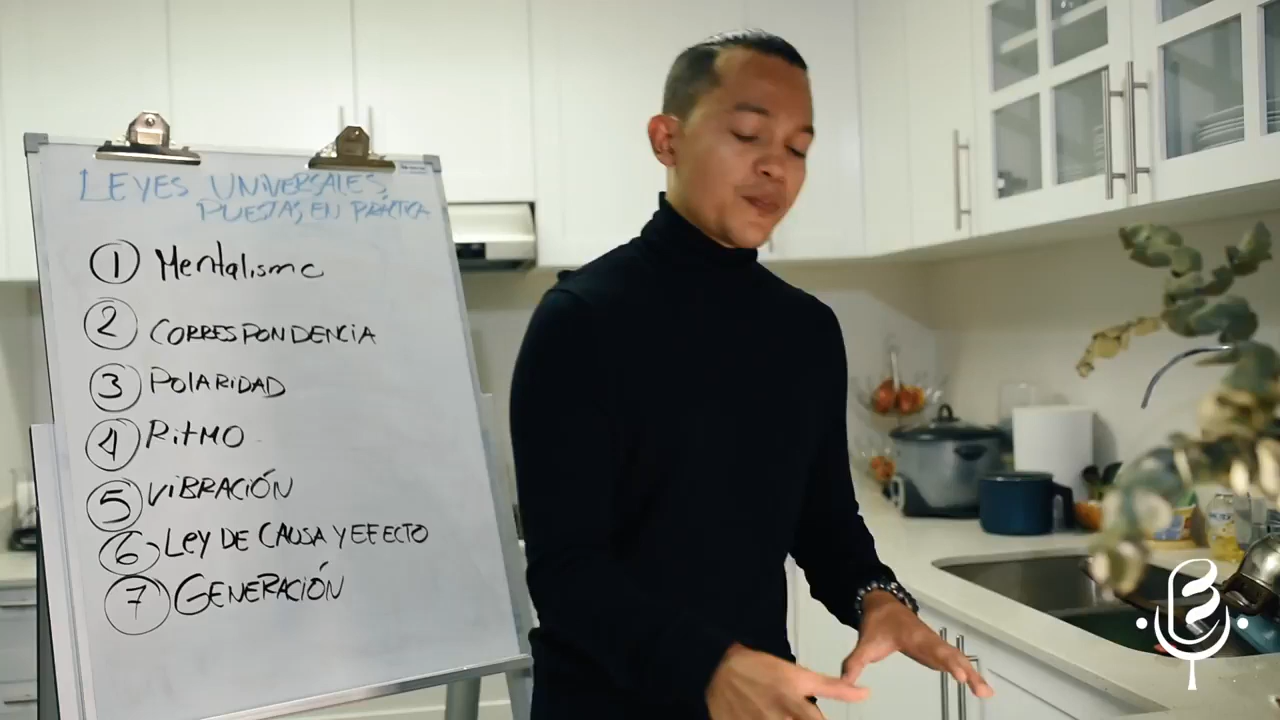 LEYES UNIVERSALES,
PUESTAS EN PRÁCTICA
1 Mentalismo
2 CORRESPONDENCIA
3 POLARIDAD
4 RITMO
5 VIBRACIÓN
6 Ley DE CAUSA Y EFECTO
7 GENERACIÓN